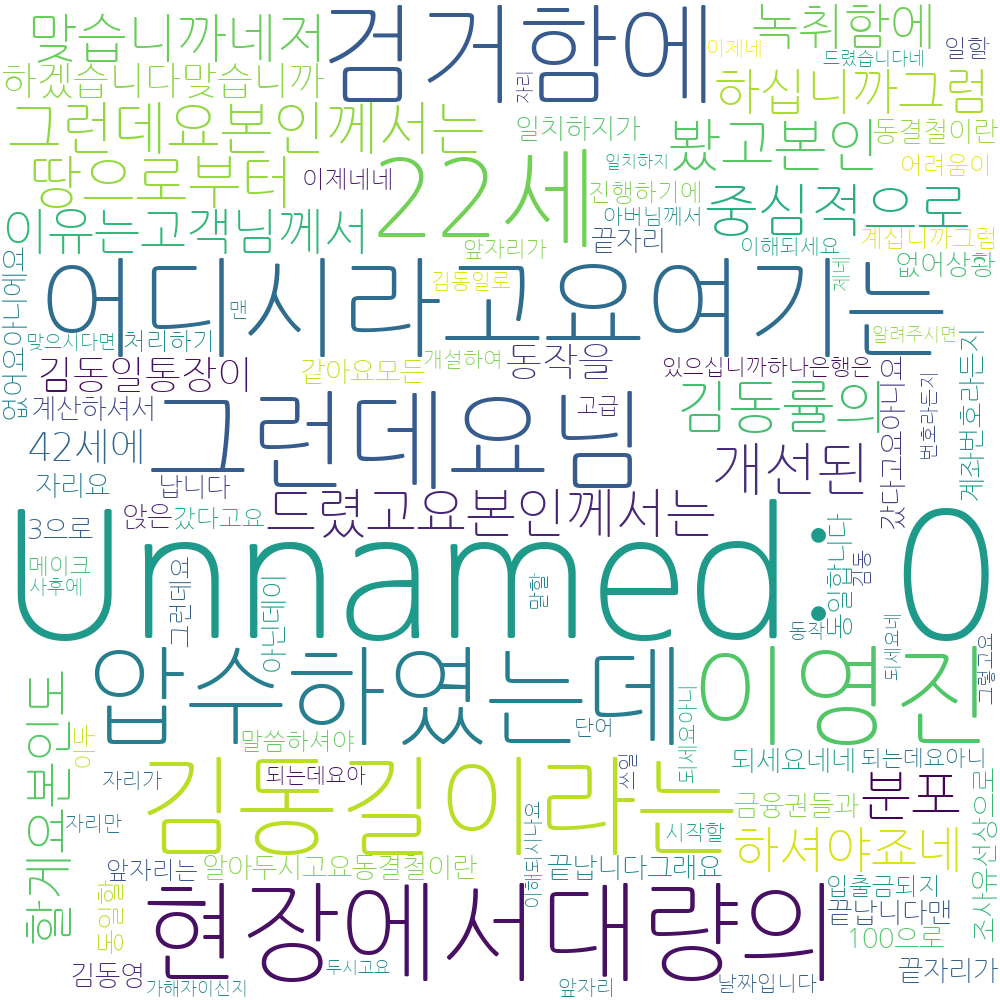 맞습니까네저
검거함에
녹취함에
이제네
드렸습니다네
일할
하겠습니다맞습니까
자리
하십니까그럼
그런데요본인께서는
일치하지가
봤고본인
동결철이란
22세
일치하지
어려움이
땅으로부터
이제네네
진행하기에
중심적으로
이유는고객님께서
아버님께서
앞자리가
끝자리
이해되세요
계십니까그럼
없어상황
어디시라고요여기는
김동일로
제네
없어요아니에요
맨
맞으시다면
처리하기
알려주시면
김동일통장이
같아요모든
개설하여
동작을
있으십니까하나은행은
계산하셔서
그런데요님
고급
김동률의
갔다고요아니요
번호라든지
계좌번호라든지
42세에
자리요
납니다
개선된
3으로
앉은
갔다고요
드렸고요본인께서는
Unnamed: 0
메이크
사후에
그런데요
아닌데이
말할
동일합니다
김동
동작
되세요네
그렇고요
압수하였는데
이영진
할게요본인도
이두
말씀하셔야
단어
되세요아니
되세요네네
되는데요아니
자리가
되는데요아
쓰일
김동길이라는
금융권들과
분포
자리만
시작할
하셔야죠네
조사유선상으로
앞자리는
알아두시고요동결철이란
이해되시나요
끝납니다그래요
입출금되지
동일할
현장에서대량의
끝납니다맨
100으로
김동영
두시고요
끝자리가
가해자이신지
앞자리
날짜입니다